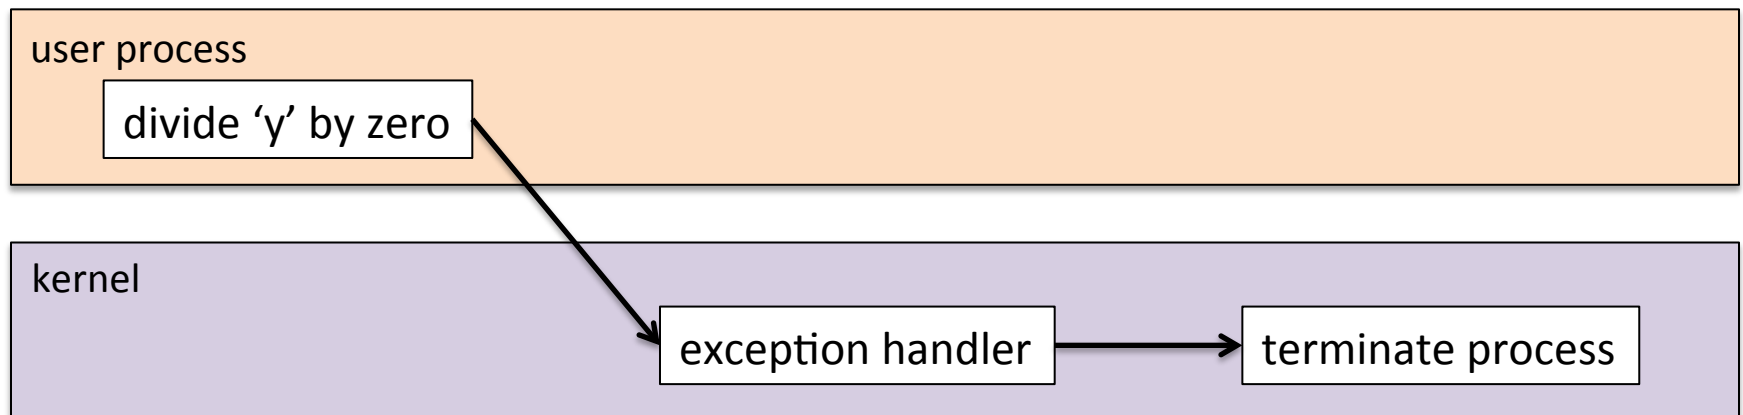 user process
divide ‘y’ by zero
kernel
exception handler
terminate process